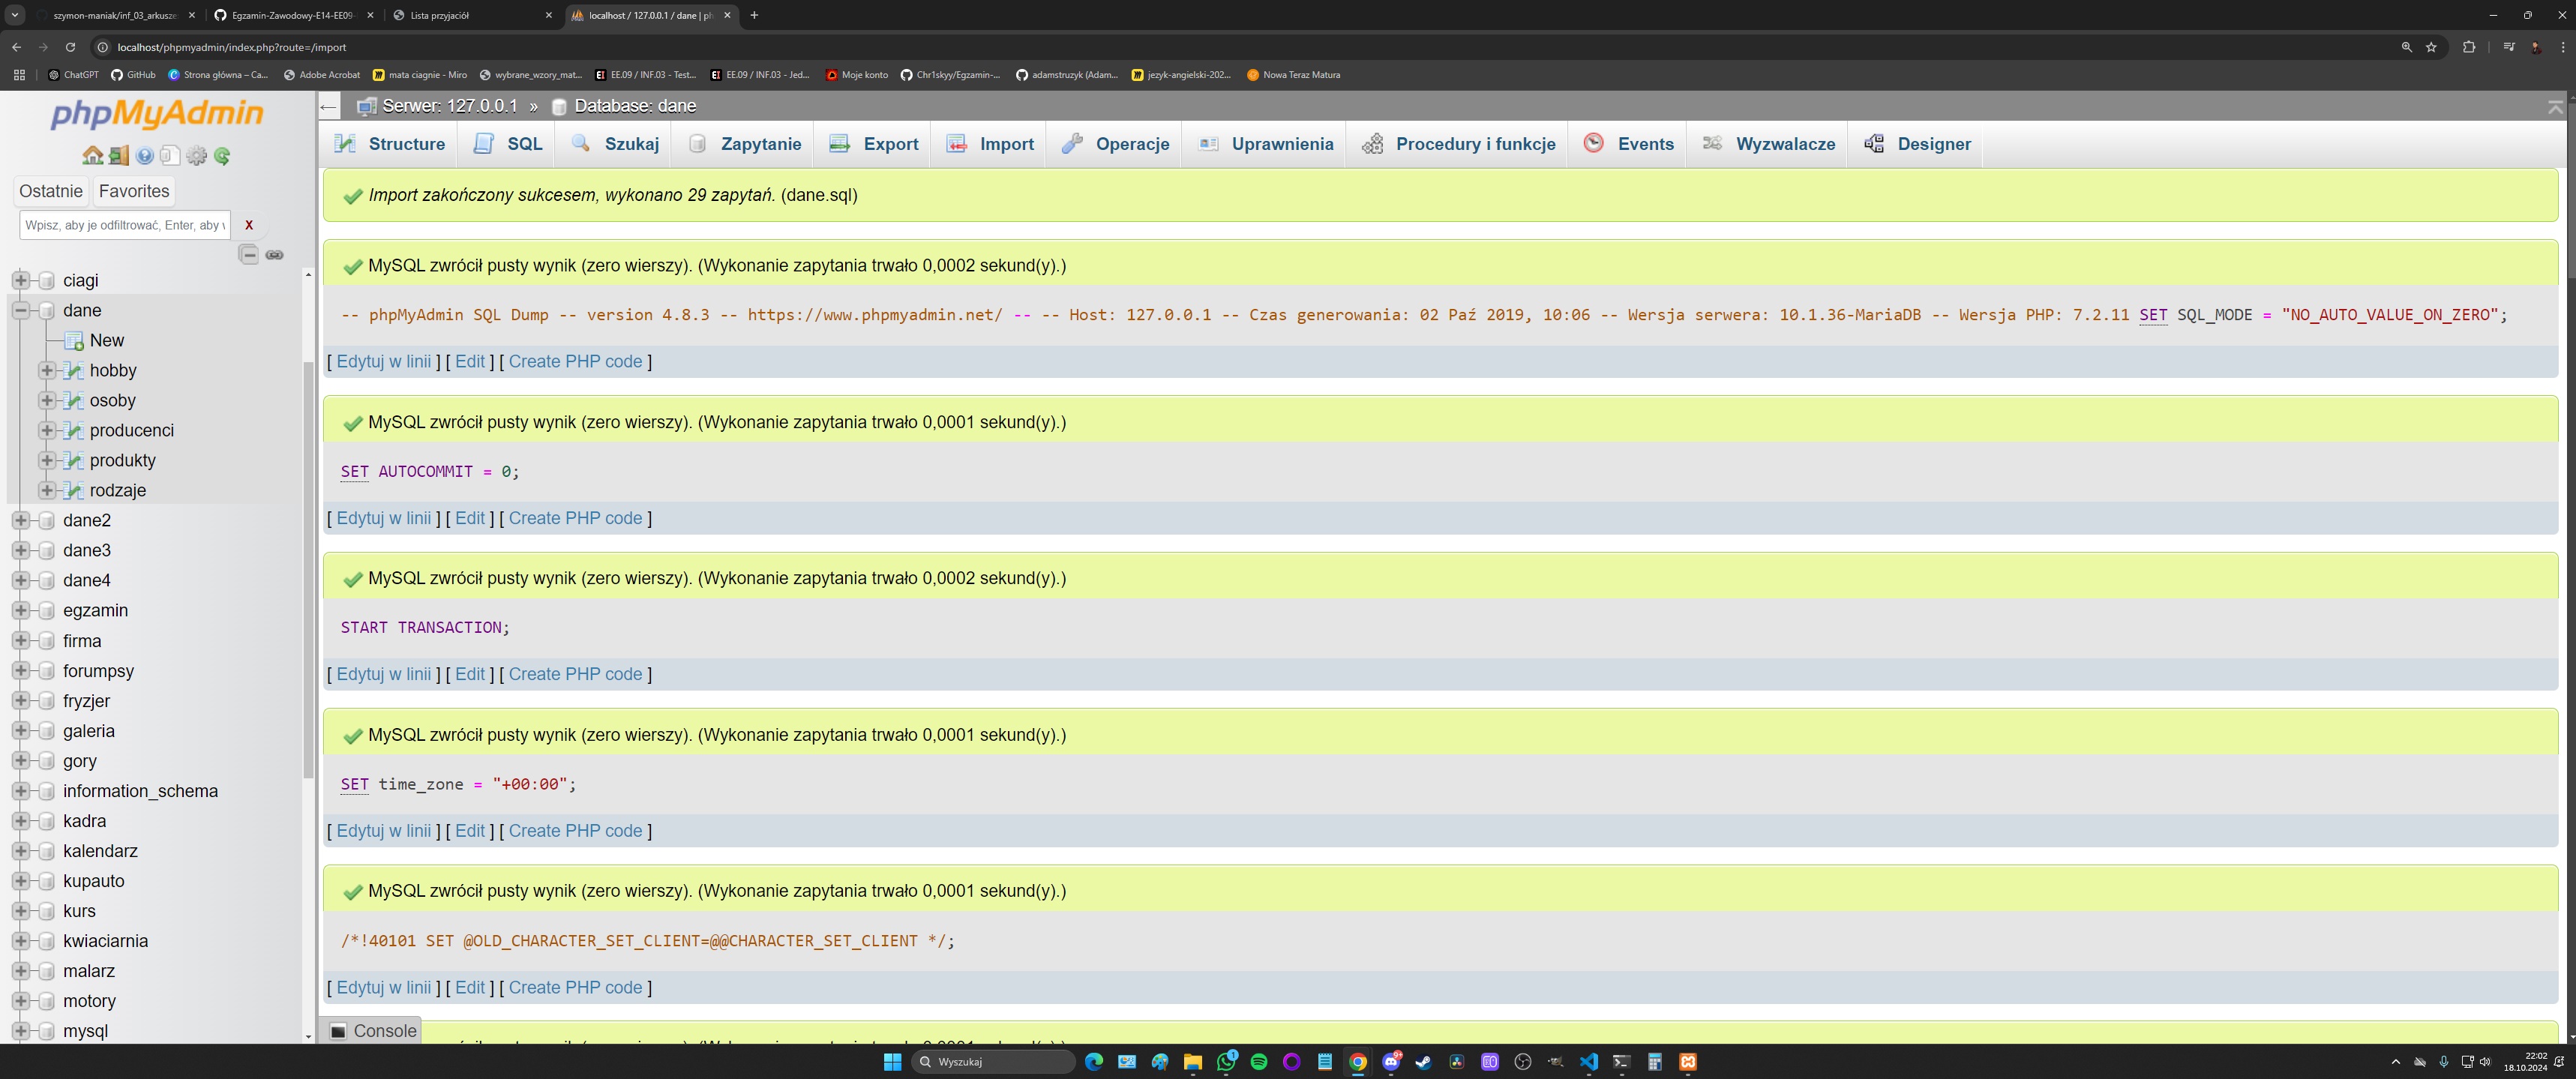 szymon-maniak/inf_03_arkusze
Egzamin-Zawodowy-E14-EE09-
Lista przyjaciół
localhost / 127.0.0.1 / dane | ph
localhost/phpmyadmin/index.php?route=/import
ChatGPT
GitHub
Strona główna – Ca...
Adobe Acrobat
mata ciagnie - Miro
wybrane_wzory_mat...
EE.09 / INF.03 - Test...
EE.09 / INF.03 - Jed...
Moje konto
Chr1skyy/Egzamin-...
adamstruzyk (Adam...
jezyk-angielski-202...
Nowa Teraz Matura
phpMyAdmin
Ostatnie Favorites
Wpisz, aby je odfiltrować, Enter, aby w X
ciagi
dane
New
hobby
osoby
producenci
produkty
rodzaje
dane2
dane3
dane4
egzamin
firma
forumpsy
fryzjer
galeria
gory
information_schema
kadra
kalendarz
kupauto
kurs
kwiaciarnia
malarz
motory
mysql
Serwer: 127.0.0.1 » Database: dane
Structure SQL Szukaj Zapytanie Export Import Operacje Uprawnienia Procedury i funkcje Events Wyzwalacze Designer
Import zakończony sukcesem, wykonano 29 zapytań. (dane.sql)
MySQL zwrócił pusty wynik (zero wierszy). (Wykonanie zapytania trwało 0,0002 sekund(y).)
-- phpMyAdmin SQL Dump -- version 4.8.3 -- https://www.phpmyadmin.net/ -- -- Host: 127.0.0.1 -- Czas generowania: 02 Paź 2019, 10:06 -- Wersja serwera: 10.1.36-MariaDB -- Wersja PHP: 7.2.11 SET SQL_MODE = "NO_AUTO_VALUE_ON_ZERO";
[ Edytuj w linii ] [ Edit ] [ Create PHP code ]
MySQL zwrócił pusty wynik (zero wierszy). (Wykonanie zapytania trwało 0,0001 sekund(y).)
SET AUTOCOMMIT = 0;
[ Edytuj w linii ] [ Edit ] [ Create PHP code ]
MySQL zwrócił pusty wynik (zero wierszy). (Wykonanie zapytania trwało 0,0002 sekund(y).)
START TRANSACTION;
[ Edytuj w linii ] [ Edit ] [ Create PHP code ]
MySQL zwrócił pusty wynik (zero wierszy). (Wykonanie zapytania trwało 0,0001 sekund(y).)
SET time_zone = "+00:00";
[ Edytuj w linii ] [ Edit ] [ Create PHP code ]
MySQL zwrócił pusty wynik (zero wierszy). (Wykonanie zapytania trwało 0,0001 sekund(y).)
/*!40101 SET @OLD_CHARACTER_SET_CLIENT=@@CHARACTER_SET_CLIENT */;
[ Edytuj w linii ] [ Edit ] [ Create PHP code ]
Console
Wyszukaj
22:02
18.10.2024